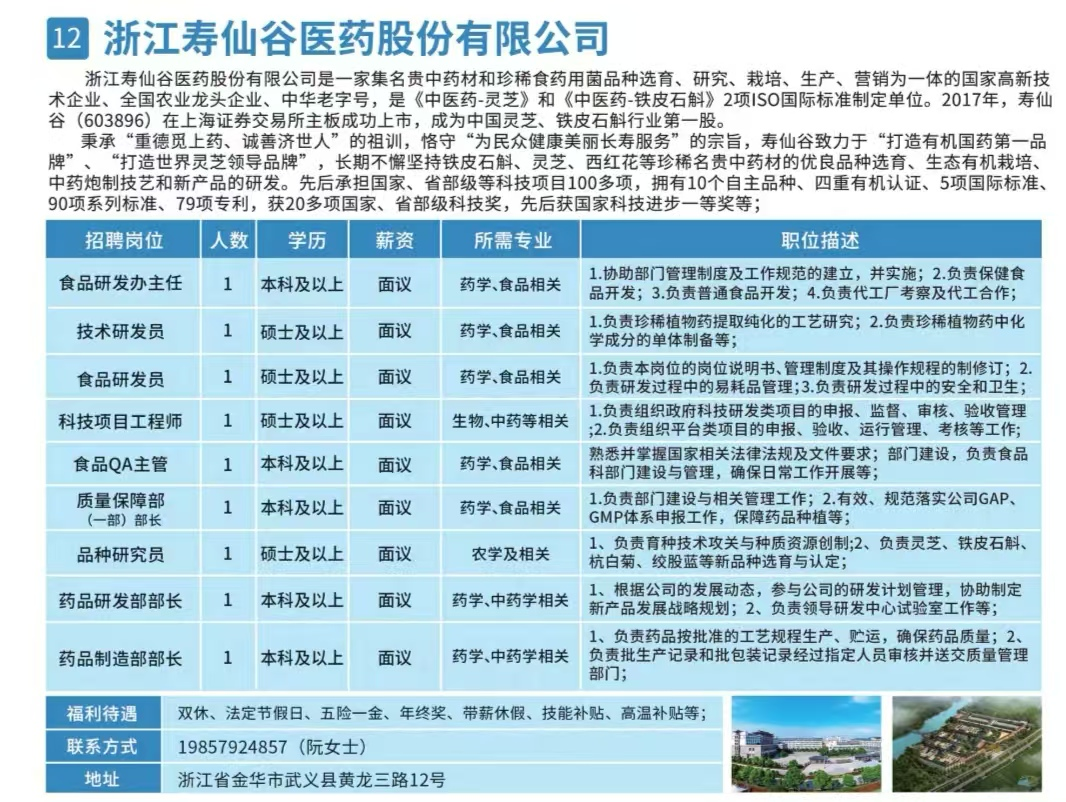 12 浙江寿仙谷医药股份有限公司
浙江寿仙谷医药股份有限公司是一家集名贵中药材和珍稀食药用菌品种选育、研究、栽培、生产、营销为一体的国家高新技
术企业、全国农业龙头企业、中华老字号，是《中医药-灵芝》和《中医药-铁皮石斛》2项ISO国际标准制定单位。2017年，寿仙
谷（603896）在上海证券交易所主板成功上市，成为中国灵芝、铁皮石斛行业第一股。
秉承“重德觅上药、诚善济世人”的祖训，恪守“为民众健康美丽长寿服务”的宗旨，寿仙谷致力于“打造有机国药第一品
牌”、“打造世界灵芝领导品牌”，长期不懈坚持铁皮石斛、灵芝、西红花等珍稀名贵中药材的优良品种选育、生态有机栽培、
中药炮制技艺和新产品的研发。先后承担国家、省部级等科技项目100多项，拥有10个自主品种、四重有机认证、5项国际标准、
90项系列标准、79项专利，获20多项国家、省部级科技奖，先后获国家科技进步一等奖等；
招聘岗位 人数 学历 薪资 所需专业 职位描述
食品研发办主任 1 本科及以上 面议 药学、食品相关 1.协助部门管理制度及工作规范的建立，并实施；2.负责保健食
品开发；3.负责普通食品开发；4.负责代工厂考察及代工合作；
技术研发员 1 硕士及以上 面议 药学、食品相关 1.负责珍稀植物药提取纯化的工艺研究；2.负责珍稀植物药中化
学成分的单体制备等；
食品研发员 1 硕士及以上 面议 药学、食品相关 1.负责本岗位的岗位说明书、管理制度及其操作规程的制修订；2.
负责研发过程中的易耗品管理;3.负责研发过程中的安全和卫生；
科技项目工程师 1 硕士及以上 面议 生物、中药等相关 1.负责组织政府科技研发类项目的申报、监督、审核、验收管理
;2.负责组织平台类项目的申报、验收、运行管理、考核等工作;
食品QA主管 1 本科及以上 面议 药学、食品相关 熟悉并掌握国家相关法律法规及文件要求；部门建设，负责食品
科部门建设与管理，确保日常工作开展等；
质量保障部
（一部）部长 1 本科及以上 面议 药学、食品相关 1.负责部门建设与相关管理工作；2.有效、规范落实公司GAP、
GMP体系申报工作，保障药品种植等；
品种研究员 1 硕士及以上 面议 农学及相关 1、负责育种技术攻关与种质资源创制;2、负责灵芝、铁皮石斛、
杭白菊、绞股蓝等新品种选育与认定；
药品研发部部长 1 本科及以上 面议 药学、中药学相关 1、根据公司的发展动态，参与公司的研发计划管理，协助制定
新产品发展战略规划；2、负责领导研发中心试验室工作等；
药品制造部部长 1 本科及以上 面议 药学、中药学相关 1、负责药品按批准的工艺规程生产、贮运，确保药品质量；2、
负责批生产记录和批包装记录经过指定人员审核并送交质量管理
部门；
福利待遇 双休、法定节假日、五险一金、年终奖、带薪休假、技能补贴、高温补贴等；
联系方式 19857924857（阮女士）
地址 浙江省金华市武义县黄龙三路12号